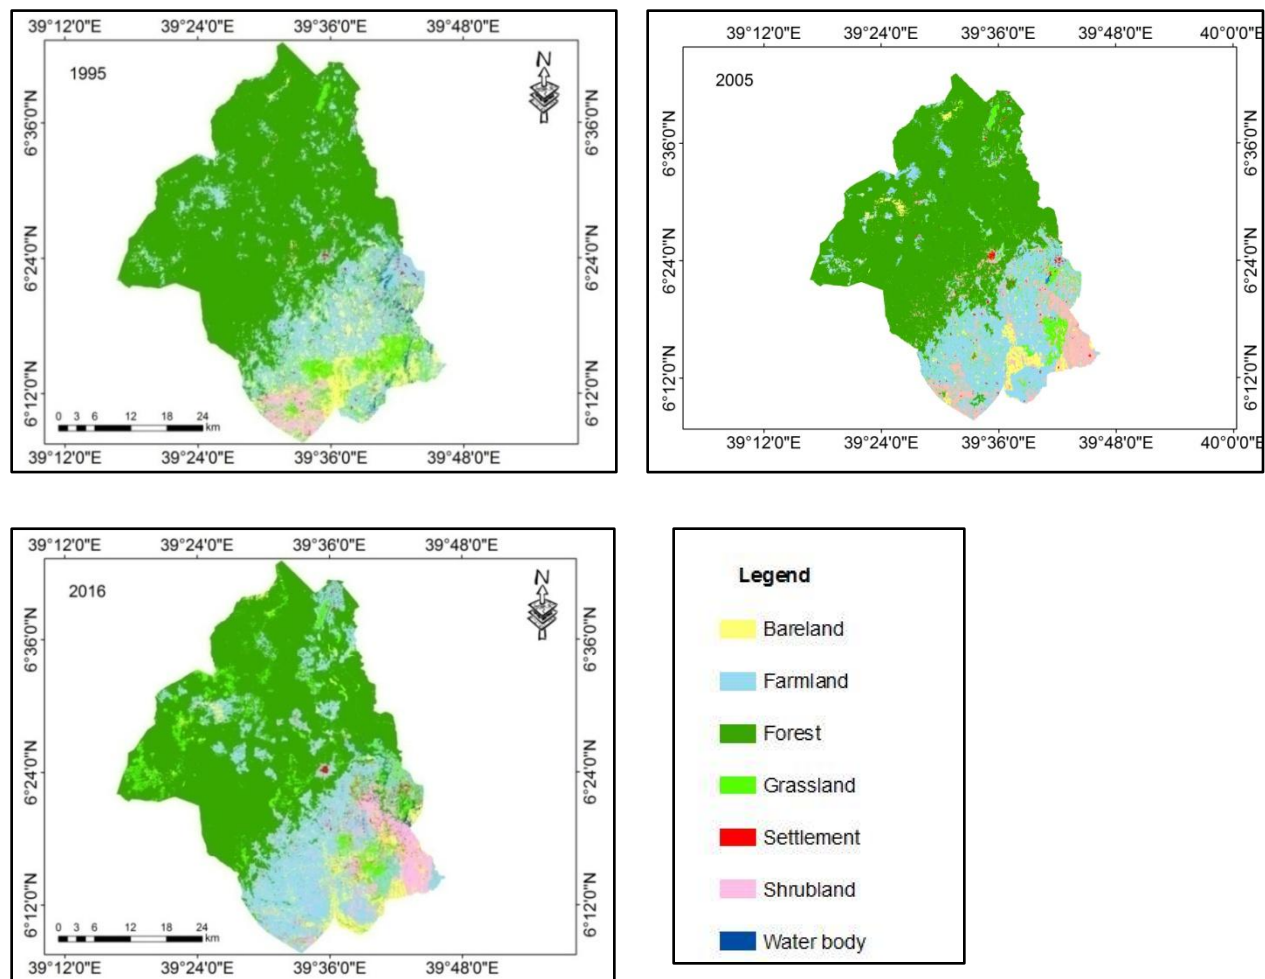 39°12'0"E 39°24'0"E 39°36'0"E 39°48'0"E
1995
N
6°36'0"N 6°36'0"N
6°24'0"N 6°24'0"N
6°12'0"N 6°12'0"N
0 3 6 12 18 24
km
39°12'0"E 39°24'0"E 39°36'0"E 39°48'0"E
39°12'0"E 39°24'0"E 39°36'0"E 39°48'0"E 40°0'0"E
2005
6°36'0"N 6°36'0"N
6°24'0"N 6°24'0"N
6°12'0"N 6°12'0"N
39°12'0"E 39°24'0"E 39°36'0"E 39°48'0"E 40°0'0"E
39°12'0"E 39°24'0"E 39°36'0"E 39°48'0"E
2016
N
6°36'0"N 6°36'0"N
6°24'0"N 6°24'0"N
6°12'0"N 6°12'0"N
0 3 6 12 18 24
km
39°12'0"E 39°24'0"E 39°36'0"E 39°48'0"E
Legend
Bareland
Farmland
Forest
Grassland
Settlement
Shrubland
Water body